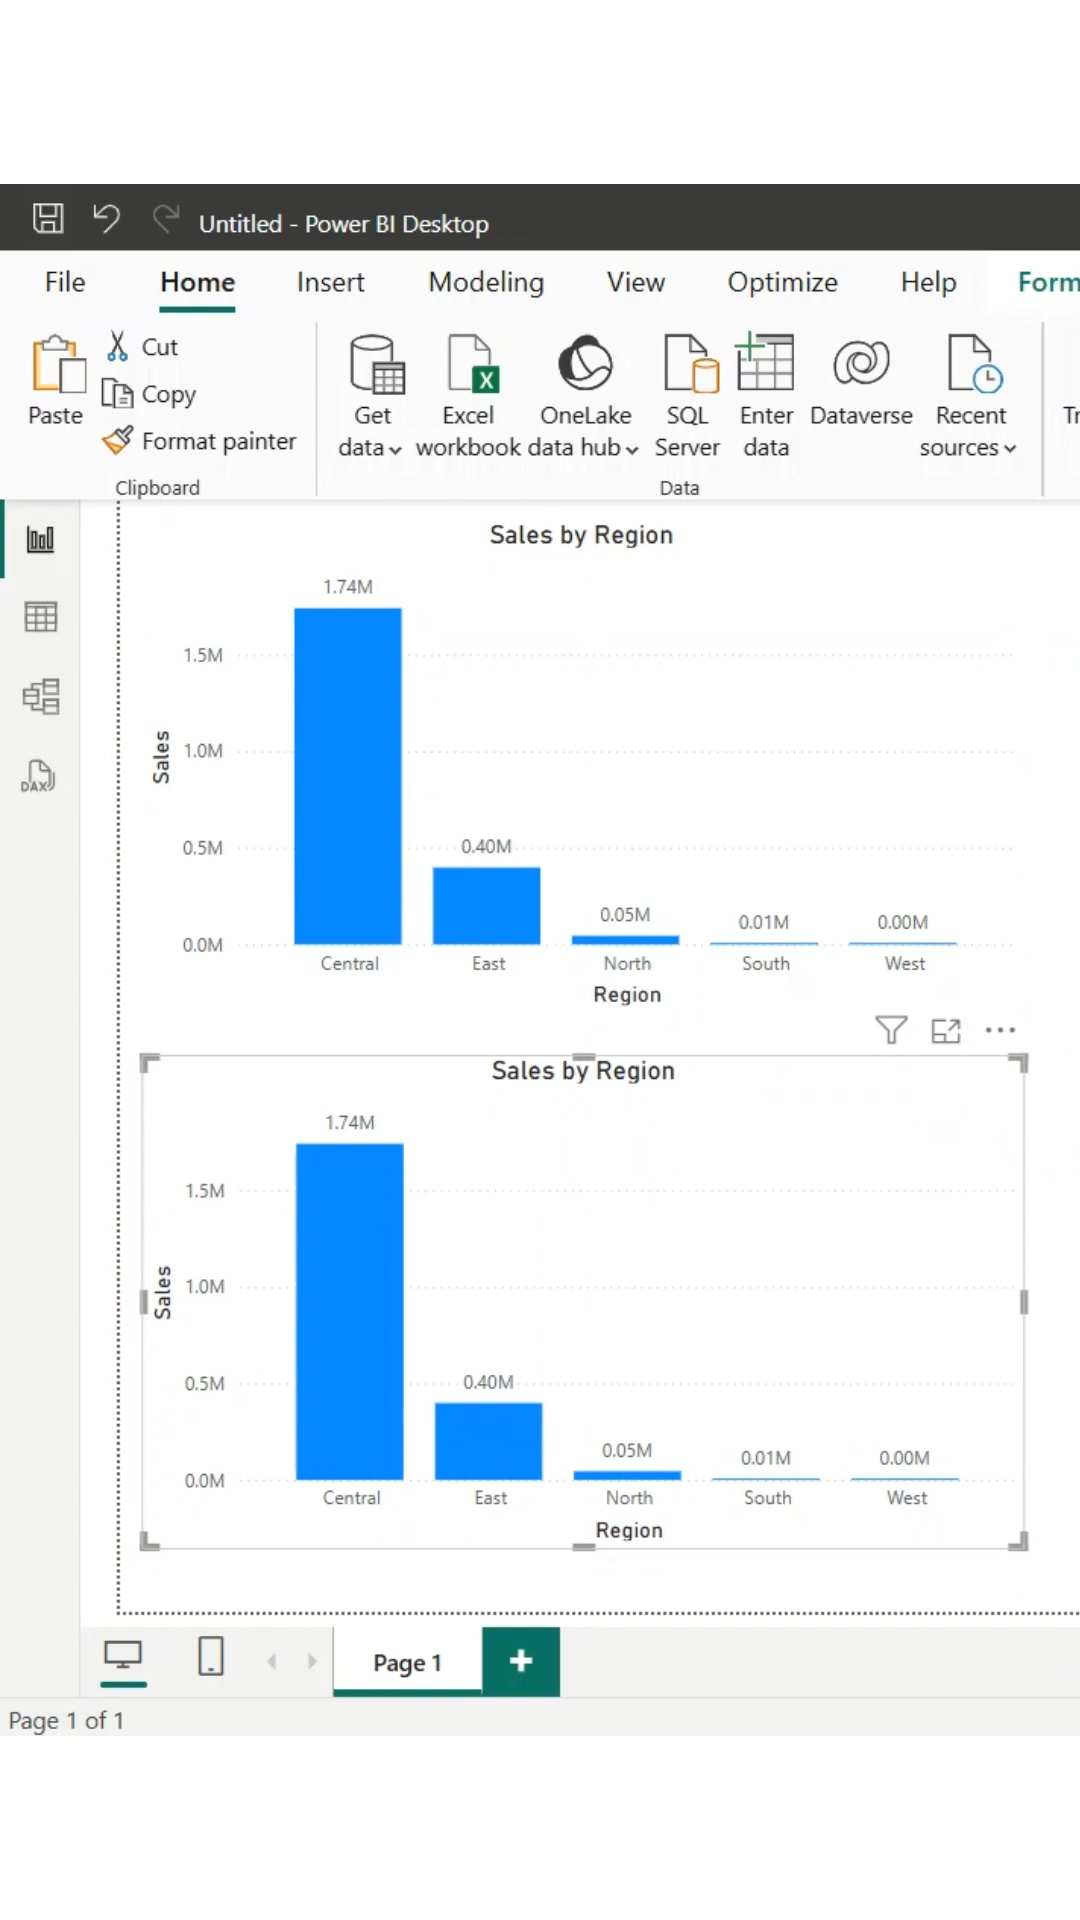 Untitled - Power BI Desktop
File Home Insert Modeling View Optimize Help Form
Paste
Cut
Copy
Format painter
Clipboard
Get data
Excel workbook
OneLake data hub
SQL Server
Enter data
Dataverse
Recent sources
Tr
Data
DAX
Sales by Region
1.74M
1.5M
1.0M
0.5M
0.0M
Sales
0.40M
0.05M
0.01M
0.00M
Central East North South West
Region
Sales by Region
1.74M
1.5M
1.0M
0.5M
0.0M
Sales
0.40M
0.05M
0.01M
0.00M
Central East North South West
Region
Page 1
Page 1 of 1